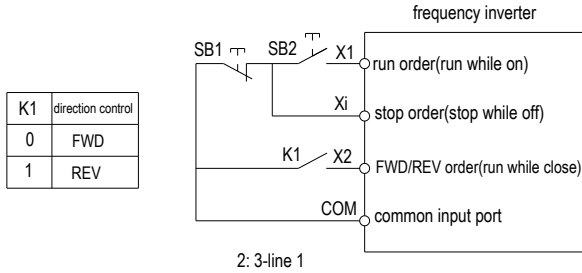 frequency inverter
SB1 SB2 X1 run order(run while on)
Xi stop order(stop while off)
K1 direction control
0 FWD
1 REV
K1 X2 FWD/REV order(run while close)
COM common input port
2: 3-line 1